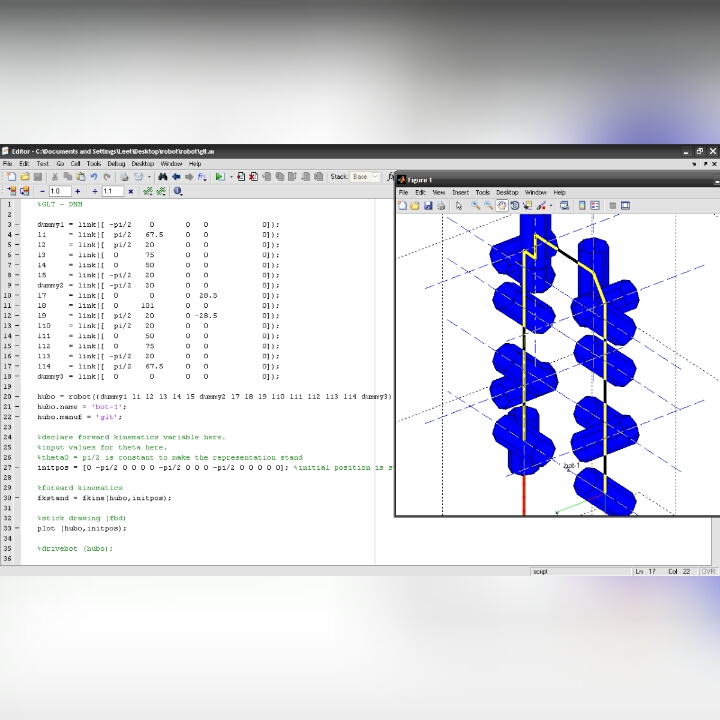 Editor - C:\Documents and Settings\Leet\Desktop\robot\robot\glt.m
File Edit Text Go Cell Tools Debug Desktop Window Help
Stack: Base
1.0 1.1
1 %GLT - DNH
2
3 dummy1 = link([ -pi/2 0 0 0 0]);
4 l1 = link([ pi/2 67.5 0 0 0]);
5 l2 = link([ pi/2 20 0 0 0]);
6 l3 = link([ 0 75 0 0 0]);
7 l4 = link([ 0 50 0 0 0]);
8 l5 = link([ -pi/2 20 0 0 0]);
9 dummy2 = link([ -pi/2 20 0 0 0]);
10 l7 = link([ 0 0 0 28.5 0]);
11 l8 = link([ 0 101 0 0 0]);
12 l9 = link([ pi/2 20 0 -28.5 0]);
13 l10 = link([ pi/2 20 0 0 0]);
14 l11 = link([ 0 50 0 0 0]);
15 l12 = link([ 0 75 0 0 0]);
16 l13 = link([ -pi/2 20 0 0 0]);
17 l14 = link([ pi/2 67.5 0 0 0]);
18 dummy3 = link([ 0 0 0 0 0]);
19
20 hubo = robot({dummy1 l1 l2 l3 l4 l5 dummy2 l7 l8 l9 l10 l11 l12 l13 l14 dummy3)
21 hubo.name = 'bot-1';
22 hubo.manuf = 'glt';
23
24 %declare forward kinematics variable here.
25 %input values for theta here.
26 %theta0 = pi/2 is constant to make the representation stand
27 initpos = [0 -pi/2 0 0 0 0 -pi/2 0 0 0 -pi/2 0 0 0 0 0]; %initial position is s
28
29 %foward kinematics
30 fkstand = fkine(hubo,initpos);
31
32 %stick drawing (fbd)
33 plot (hubo,initpos);
34
35 %drivebot (hubo);
36
Figure 1
File Edit View Insert Tools Desktop Window Help
bot-1
y
script Ln 17 Col 22 OVR